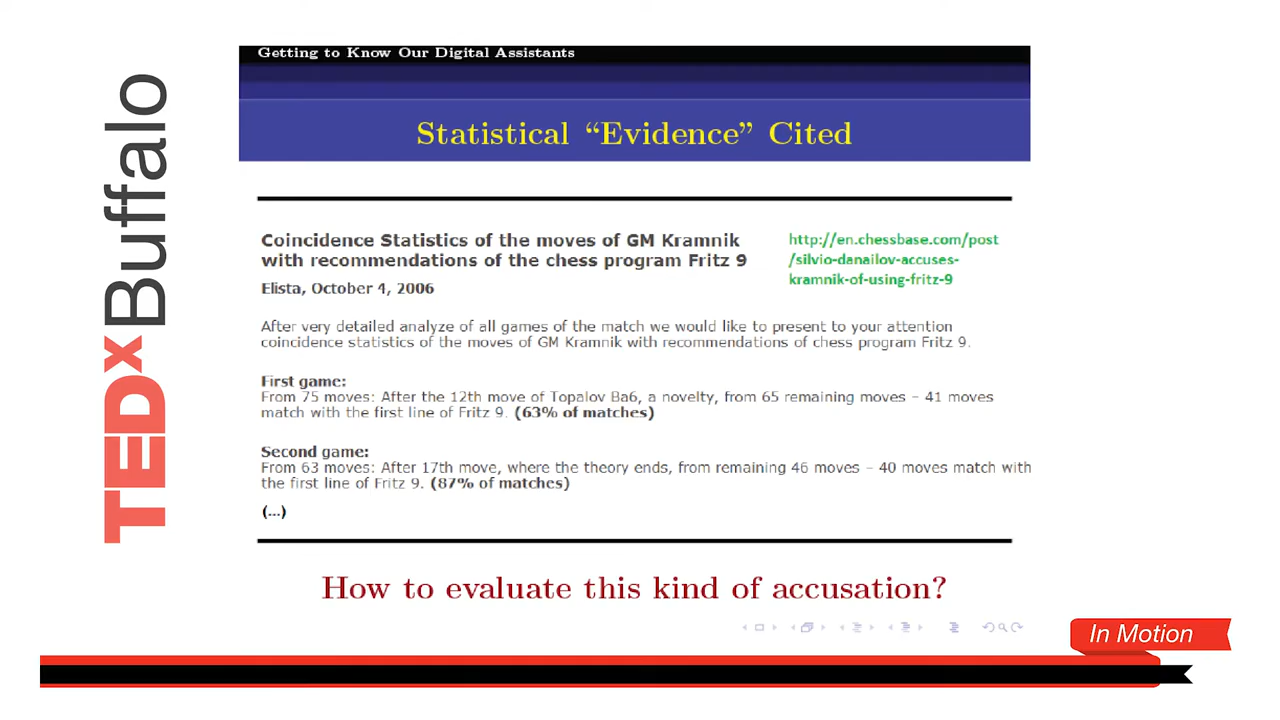 TEDxBuffalo
Getting to Know Our Digital Assistants
Statistical “Evidence” Cited
Coincidence Statistics of the moves of GM Kramnik
with recommendations of the chess program Fritz 9
http://en.chessbase.com/post
/silvio-danailov-accuses-
kramnik-of-using-fritz-9
Elista, October 4, 2006
After very detailed analyze of all games of the match we would like to present to your attention
coincidence statistics of the moves of GM Kramnik with recommendations of chess program Fritz 9.
First game:
From 75 moves: After the 12th move of Topalov Ba6, a novelty, from 65 remaining moves – 41 moves
match with the first line of Fritz 9. (63% of matches)
Second game:
From 63 moves: After 17th move, where the theory ends, from remaining 46 moves – 40 moves match with
the first line of Fritz 9. (87% of matches)
(...)
How to evaluate this kind of accusation?
In Motion